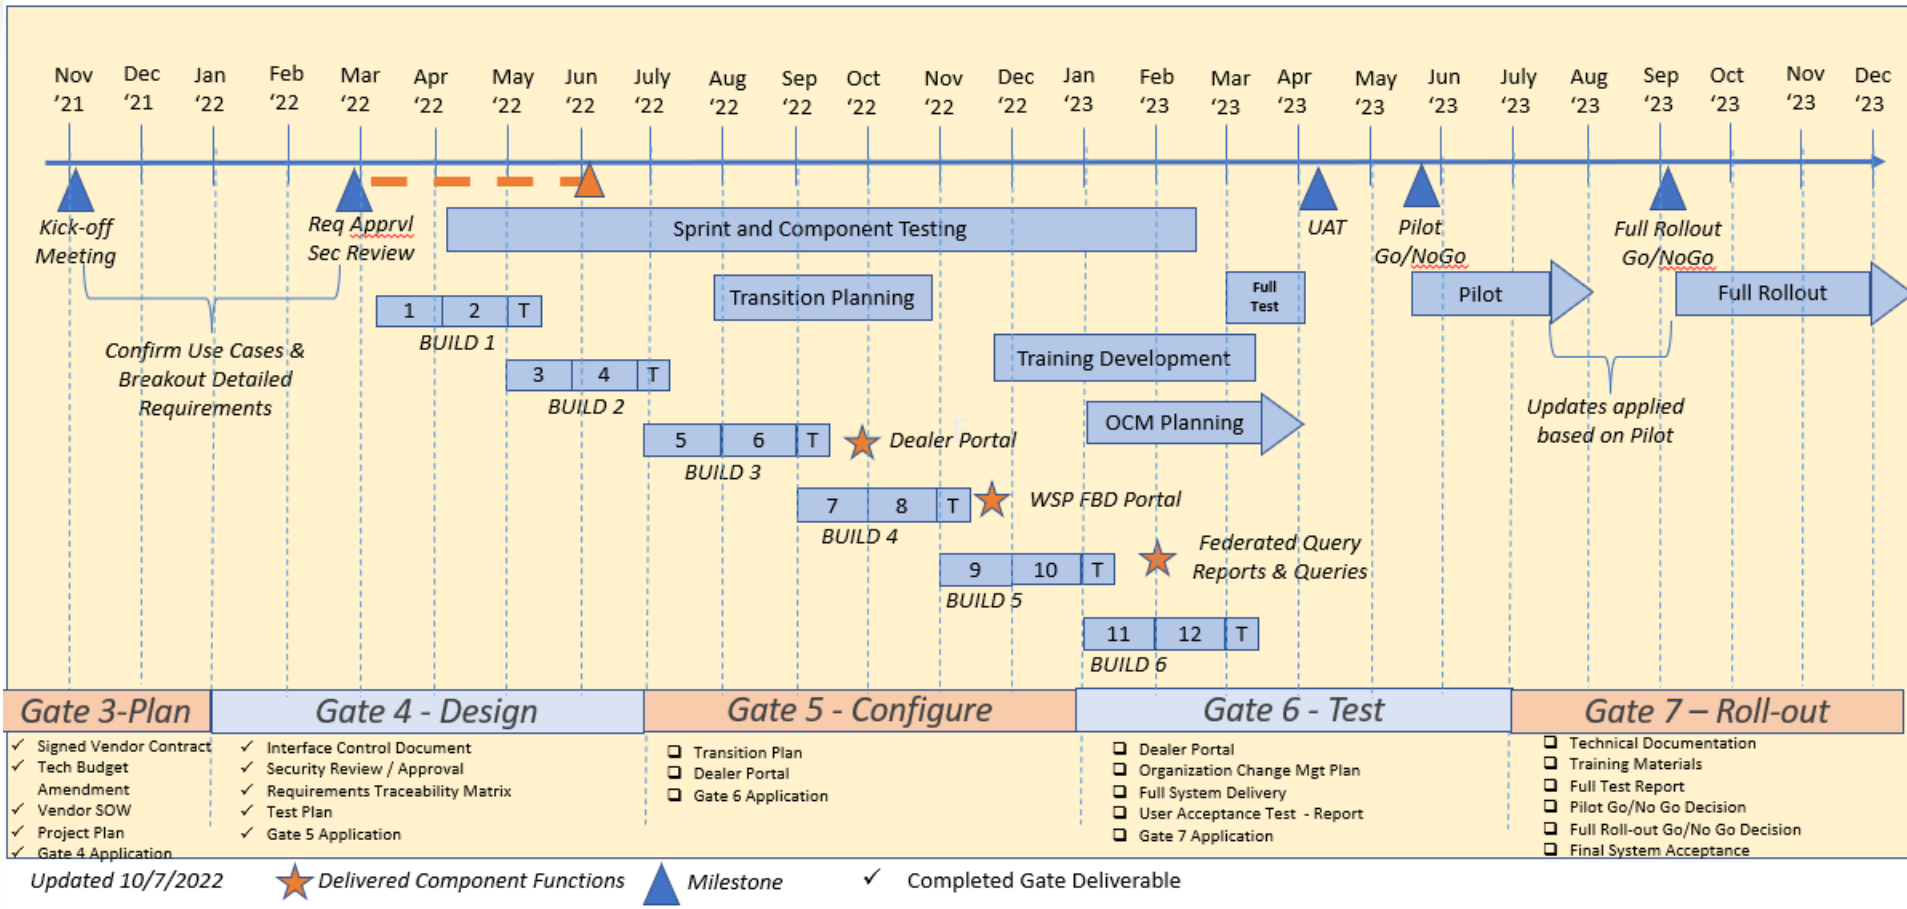 Nov Dec Jan Feb Mar Apr May Jun July Aug Sep Oct Nov Dec Jan Feb Mar Apr May Jun July Aug Sep Oct Nov Dec
‘21 ‘21 ‘22 ‘22 ‘22 ‘22 ‘22 ‘22 ‘22 ‘22 ‘22 ‘22 ‘22 ‘22 ‘23 ‘23 ‘23 ‘23 ‘23 ‘23 ‘23 ‘23 ‘23 ‘23 ‘23 ‘23
Kick-off
Meeting
Req Apprvl
Sec Review
Sprint and Component Testing
UAT
Pilot
Go/NoGo
Full Rollout
Go/NoGo
Transition Planning
Full
Test
Pilot
Full Rollout
1 2 T
BUILD 1
Confirm Use Cases &
Breakout Detailed
Requirements
Training Development
3 4 T
BUILD 2
OCM Planning
Updates applied
based on Pilot
5 6 T
BUILD 3
Dealer Portal
7 8 T
BUILD 4
WSP FBD Portal
9 10 T
BUILD 5
Federated Query
Reports & Queries
11 12 T
BUILD 6
Gate 3-Plan
Signed Vendor Contract
Tech Budget
Amendment
Vendor SOW
Project Plan
Gate 4 Application
Gate 4 - Design
Interface Control Document
Security Review / Approval
Requirements Traceability Matrix
Test Plan
Gate 5 Application
Gate 5 - Configure
Transition Plan
Dealer Portal
Gate 6 Application
Gate 6 - Test
Dealer Portal
Organization Change Mgt Plan
Full System Delivery
User Acceptance Test - Report
Gate 7 Application
Gate 7 – Roll-out
Technical Documentation
Training Materials
Full Test Report
Pilot Go/No Go Decision
Full Roll-out Go/No Go Decision
Final System Acceptance
Updated 10/7/2022
Delivered Component Functions
Milestone
✓ Completed Gate Deliverable